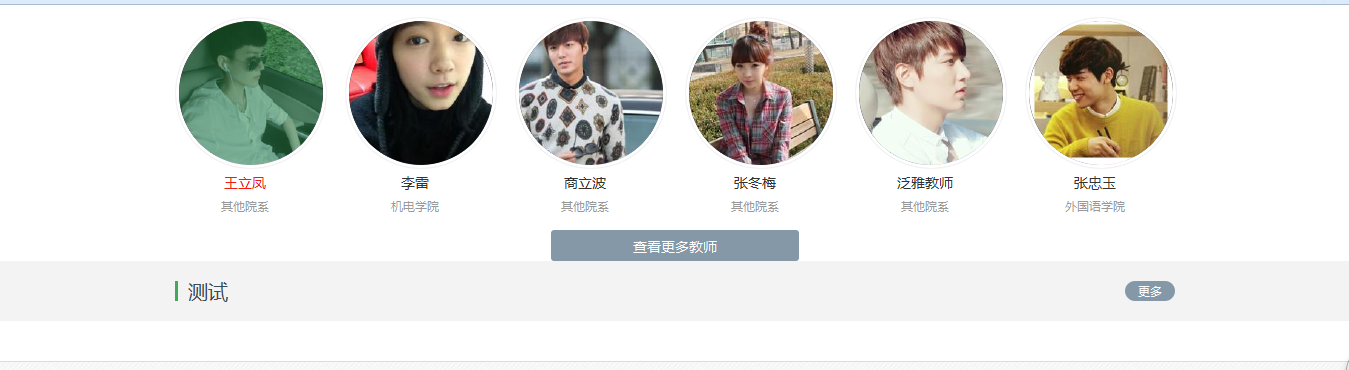 王立凤 李雷 商立波 张冬梅 泛雅教师 张忠玉
其他院系 机电学院 其他院系 其他院系 其他院系 外国语学院
查看更多教师
测试 更多